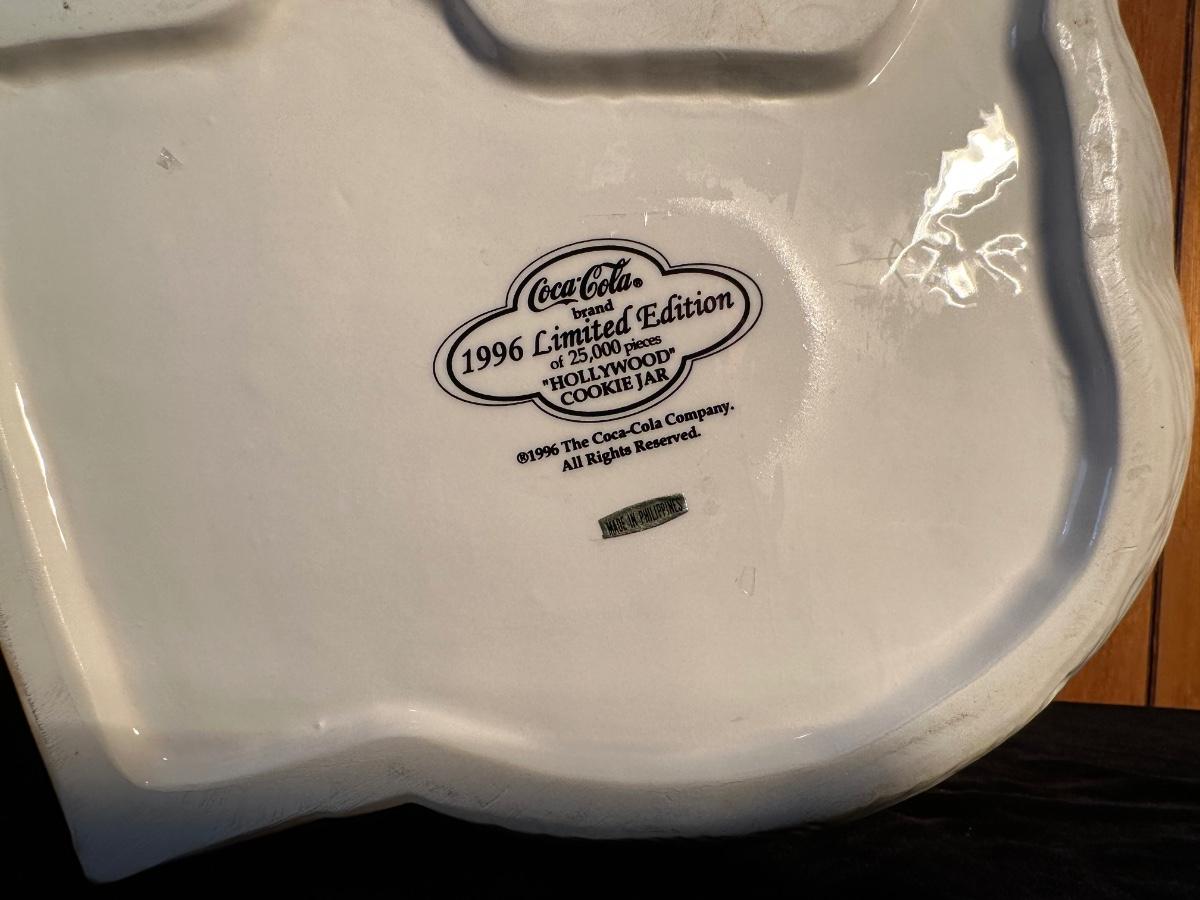 Coca-Cola®
brand
1996 Limited Edition
of 25,000 pieces
"HOLLYWOOD"
COOKIE JAR
®1996 The Coca-Cola Company.
All Rights Reserved.
MADE IN PHILIPPINES